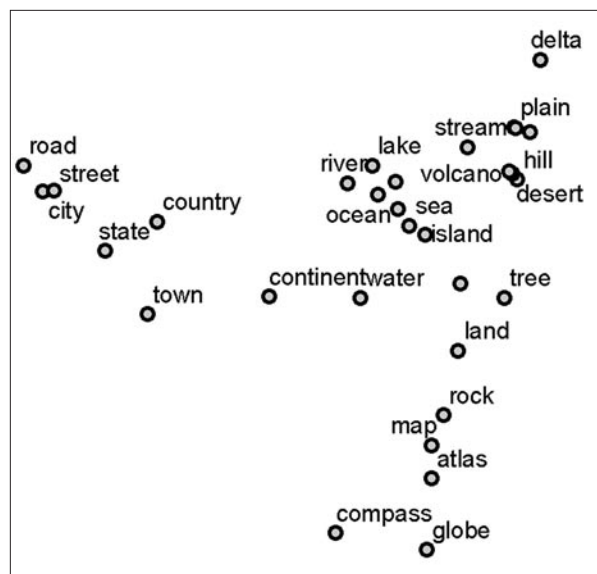 delta
plain
stream
road
lake
hill
river
volcano
street
desert
city
country
sea
ocean
state
island
continent water
tree
town
land
rock
map
atlas
compass
globe